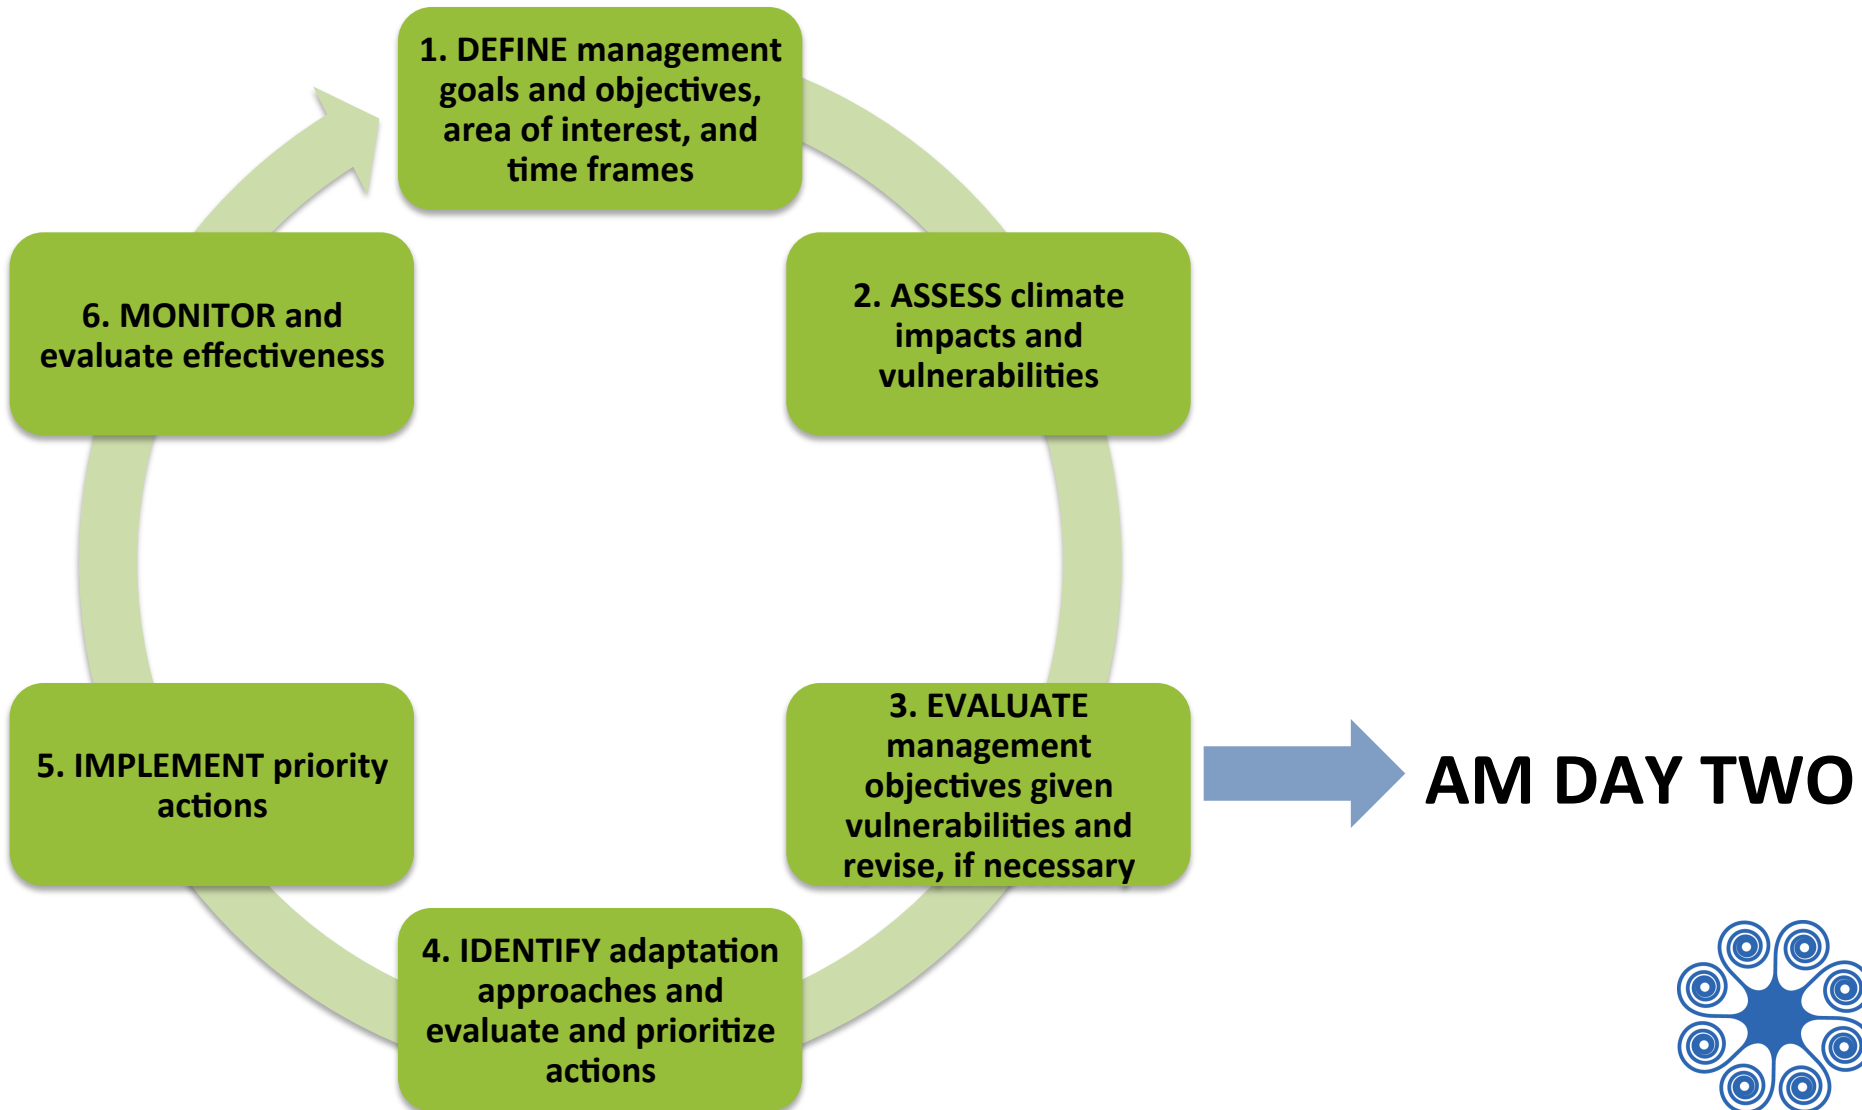 1. DEFINE management
goals and objectives,
area of interest, and
time frames
2. ASSESS climate
impacts and
vulnerabilities
3. EVALUATE
management
objectives given
vulnerabilities and
revise, if necessary
AM DAY TWO
4. IDENTIFY adaptation
approaches and
evaluate and prioritize
actions
5. IMPLEMENT priority
actions
6. MONITOR and
evaluate effectiveness